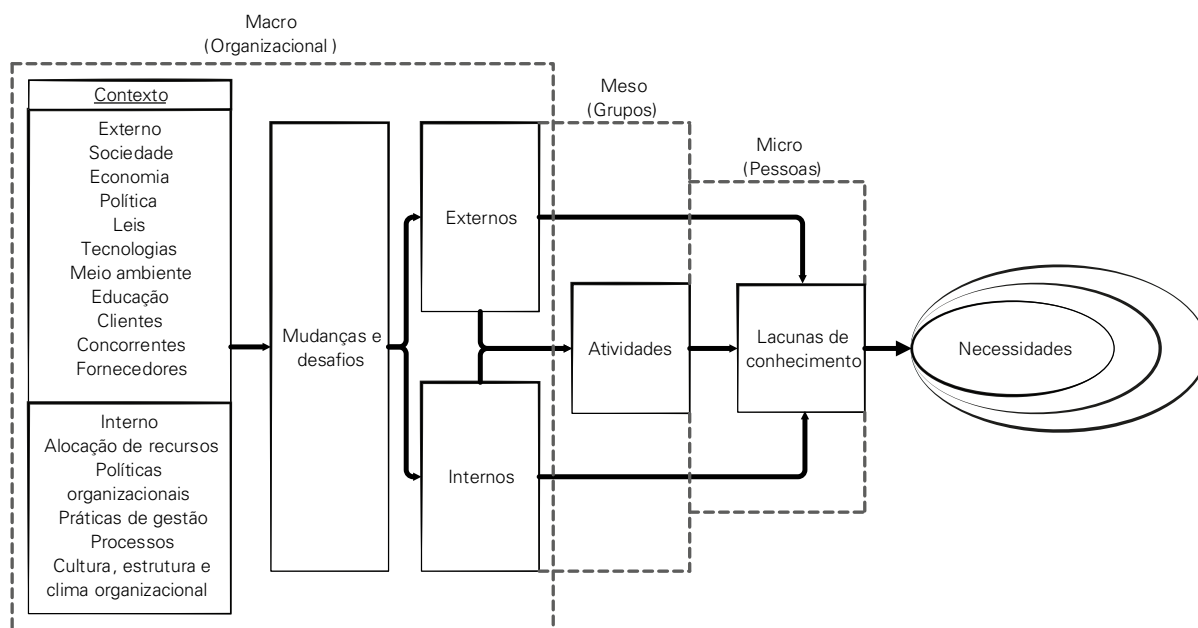 Macro
(Organizacional)
Contexto
Externo
Sociedade
Economia
Política
Leis
Tecnologias
Meio ambiente
Educação
Clientes
Concorrentes
Fornecedores
Interno
Alocação de recursos
Políticas
organizacionais
Práticas de gestão
Processos
Cultura, estrutura e
clima organizacional
Mudanças e
desafios
Externos
Internos
Meso
(Grupos)
Atividades
Micro
(Pessoas)
Lacunas de
conhecimento
Necessidades